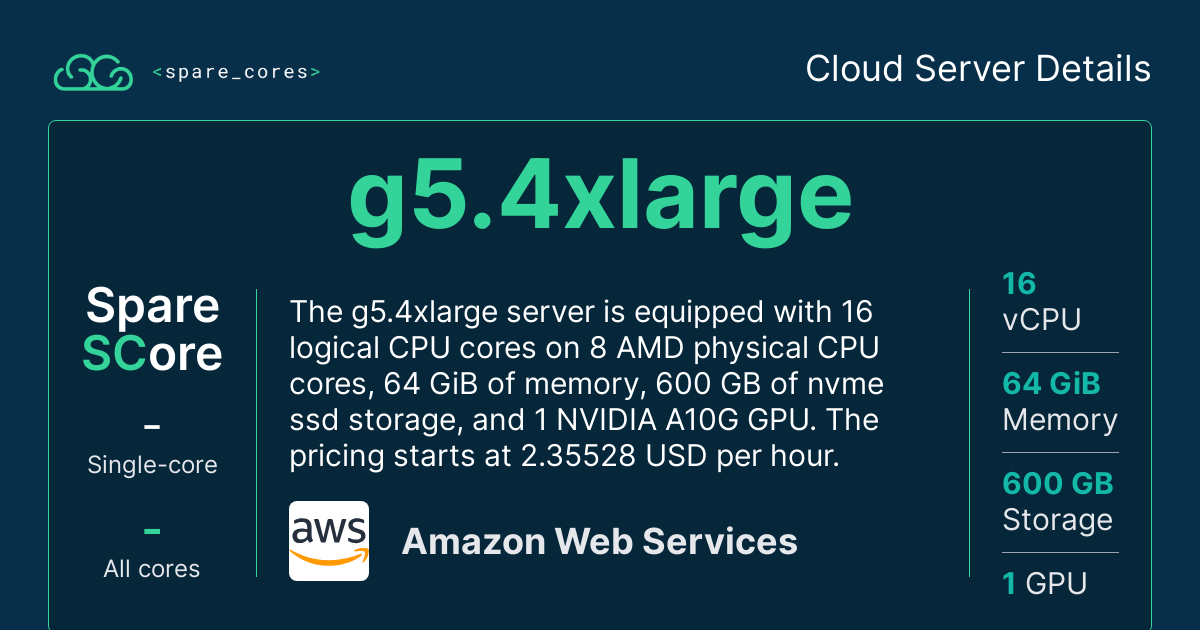 <spare_cores>
Cloud Server Details
g5.4xlarge
Spare
SCore
–
Single-core
–
All cores
The g5.4xlarge server is equipped with 16
logical CPU cores on 8 AMD physical CPU
cores, 64 GiB of memory, 600 GB of nvme
ssd storage, and 1 NVIDIA A10G GPU. The
pricing starts at 2.35528 USD per hour.
aws
Amazon Web Services
16
vCPU
64 GiB
Memory
600 GB
Storage
1 GPU